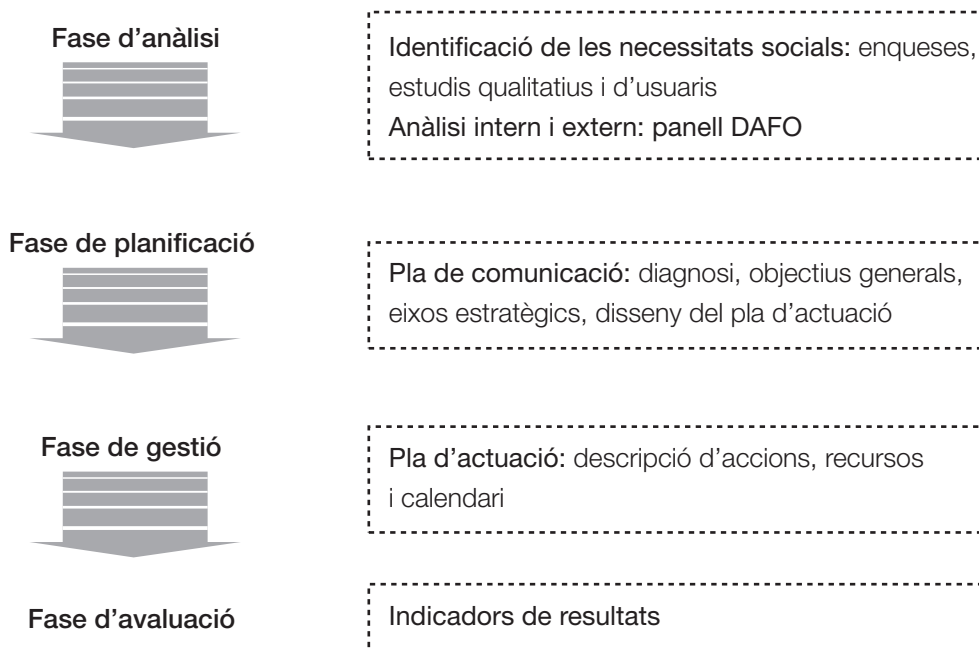 Fase d’anàlisi
Identificació de les necessitats socials: enqueses,
estudis qualitatius i d’usuaris
Anàlisi intern i extern: panell DAFO
Fase de planificació
Pla de comunicació: diagnosi, objectius generals,
eixos estratègics, disseny del pla d’actuació
Fase de gestió
Pla d’actuació: descripció d’accions, recursos
i calendari
Fase d’avaluació
Indicadors de resultats